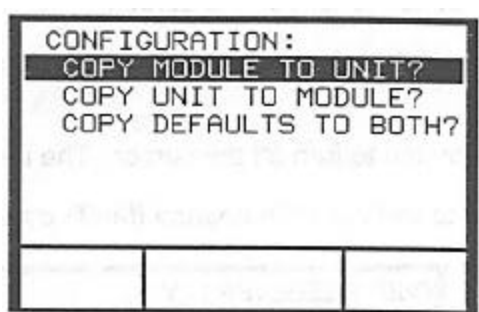 CONFIGURATION:
COPY MODULE TO UNIT?
COPY UNIT TO MODULE?
COPY DEFAULTS TO BOTH?